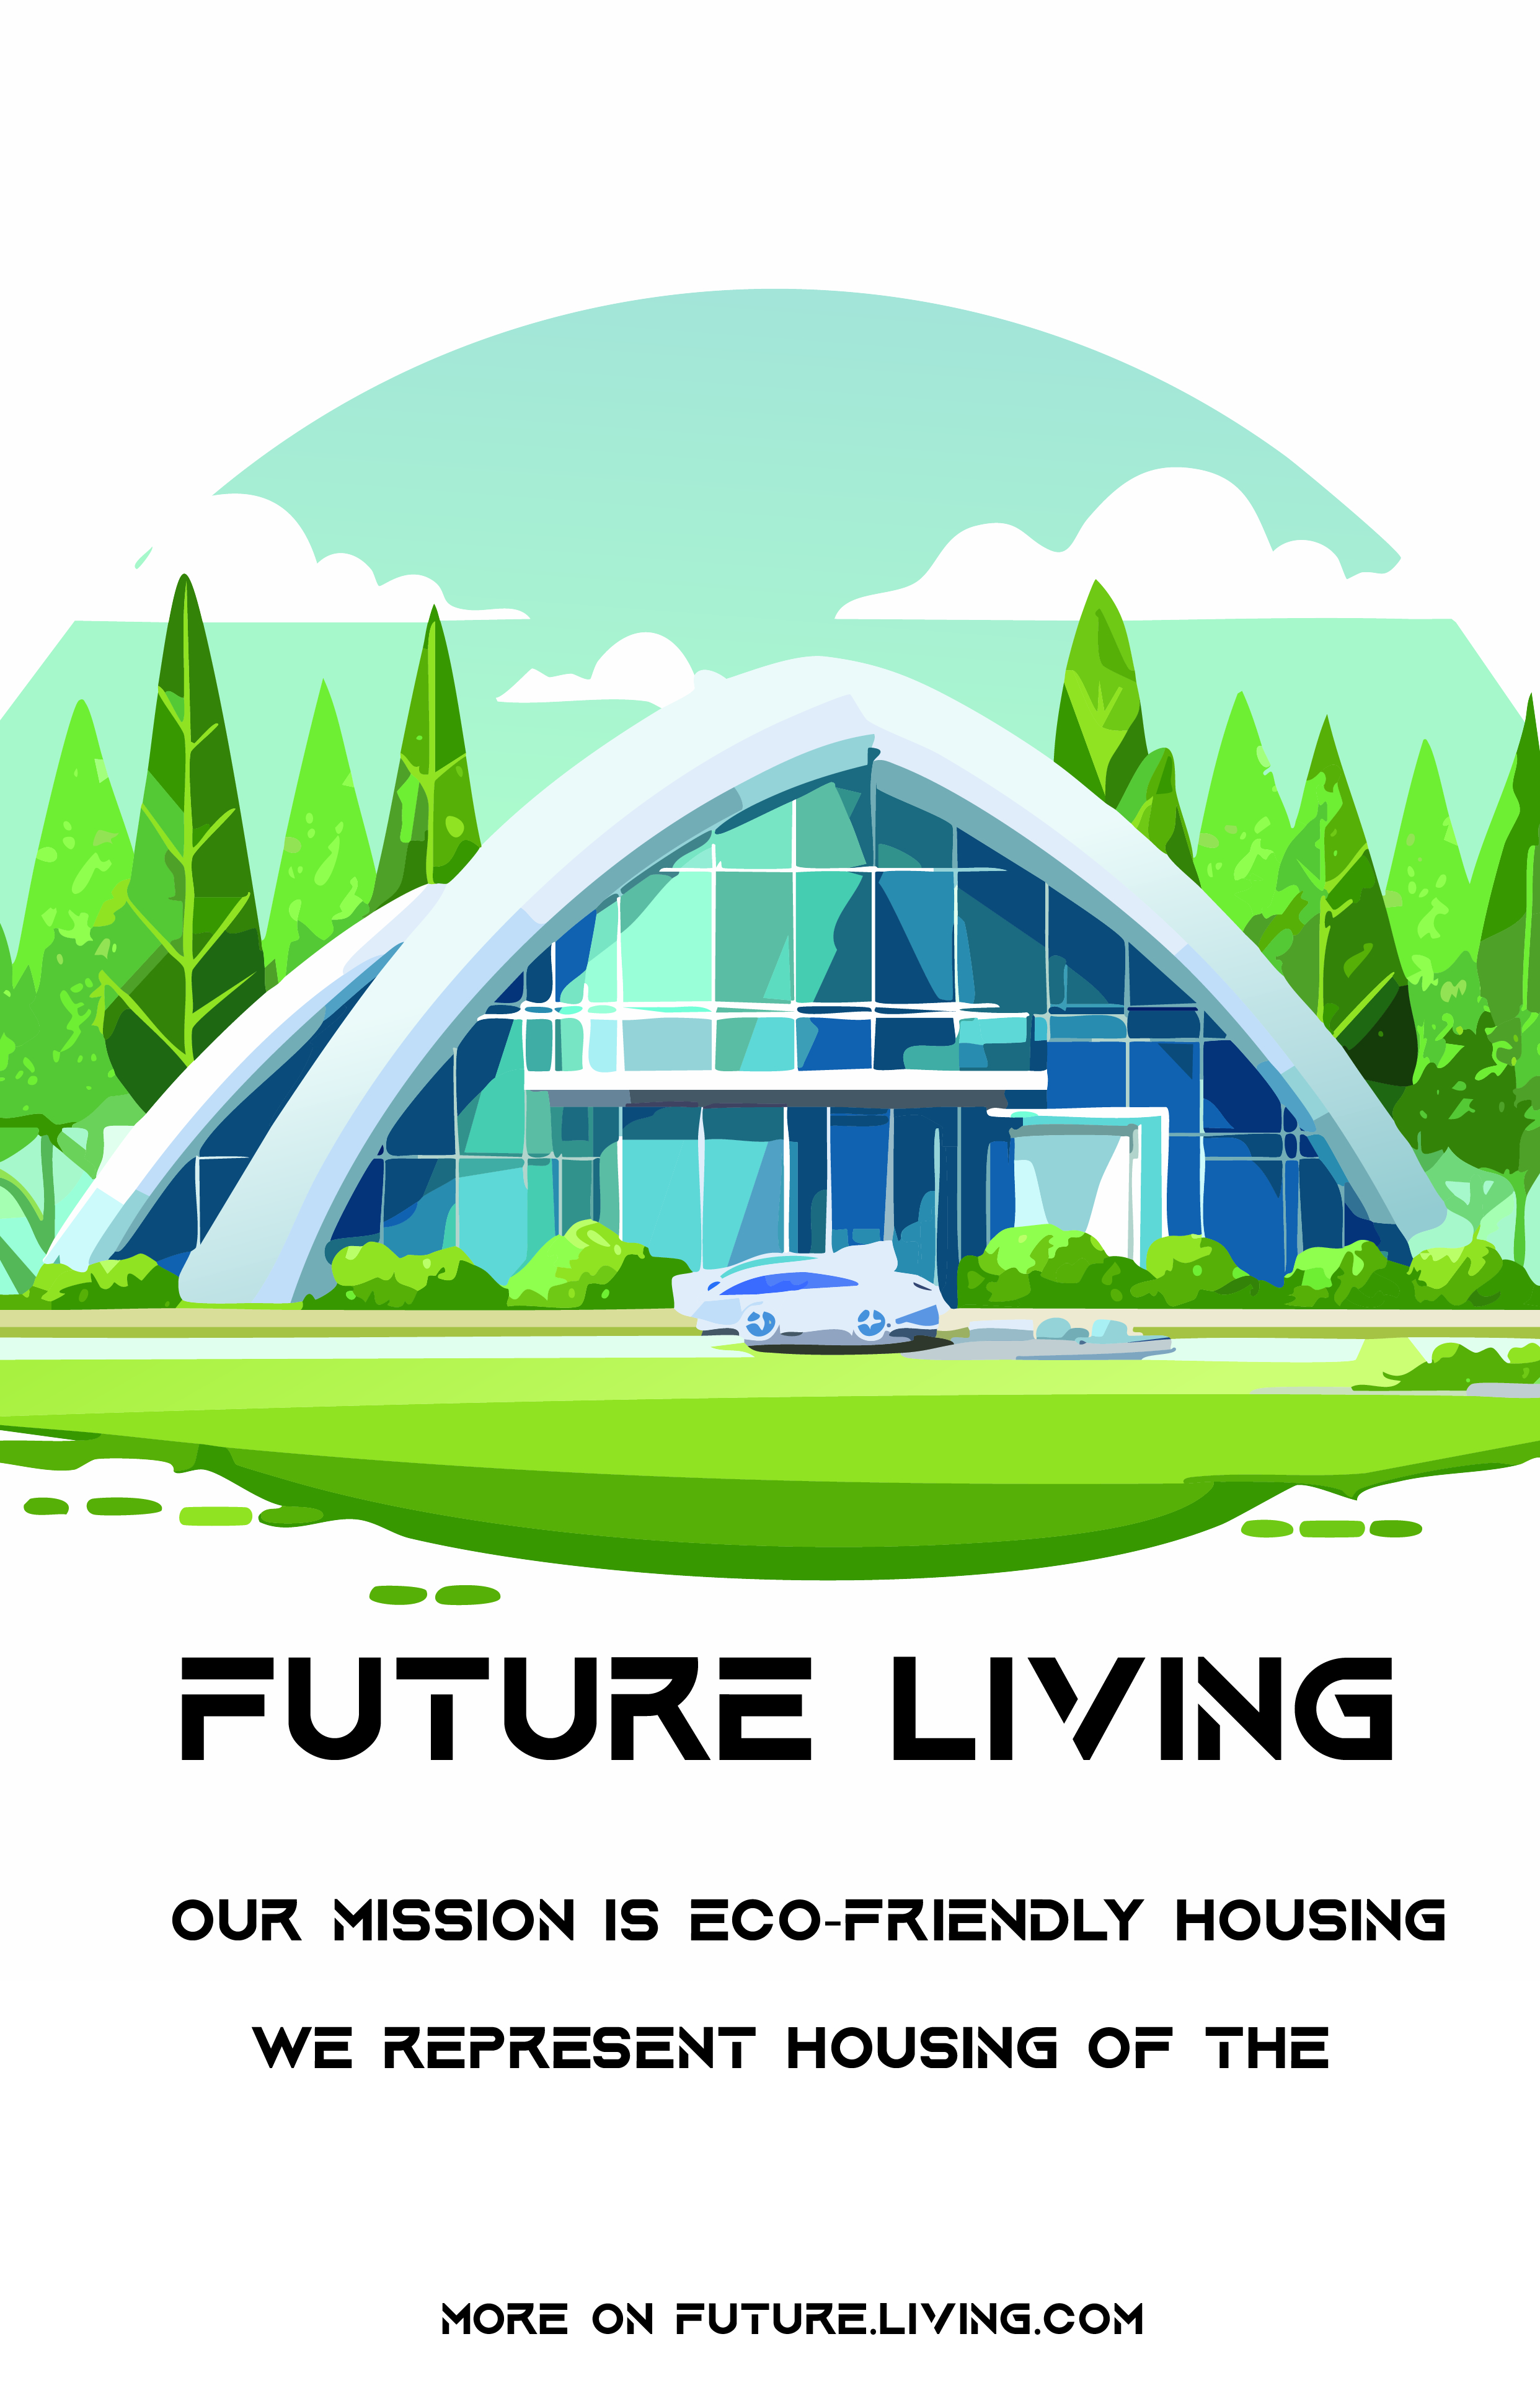 FUTURE LIVING
OUR MISSION IS ECO-FRIENDLY HOUSING
WE REPRESENT HOUSING OF THE
MORE ON FUTURE.LIVING.COM